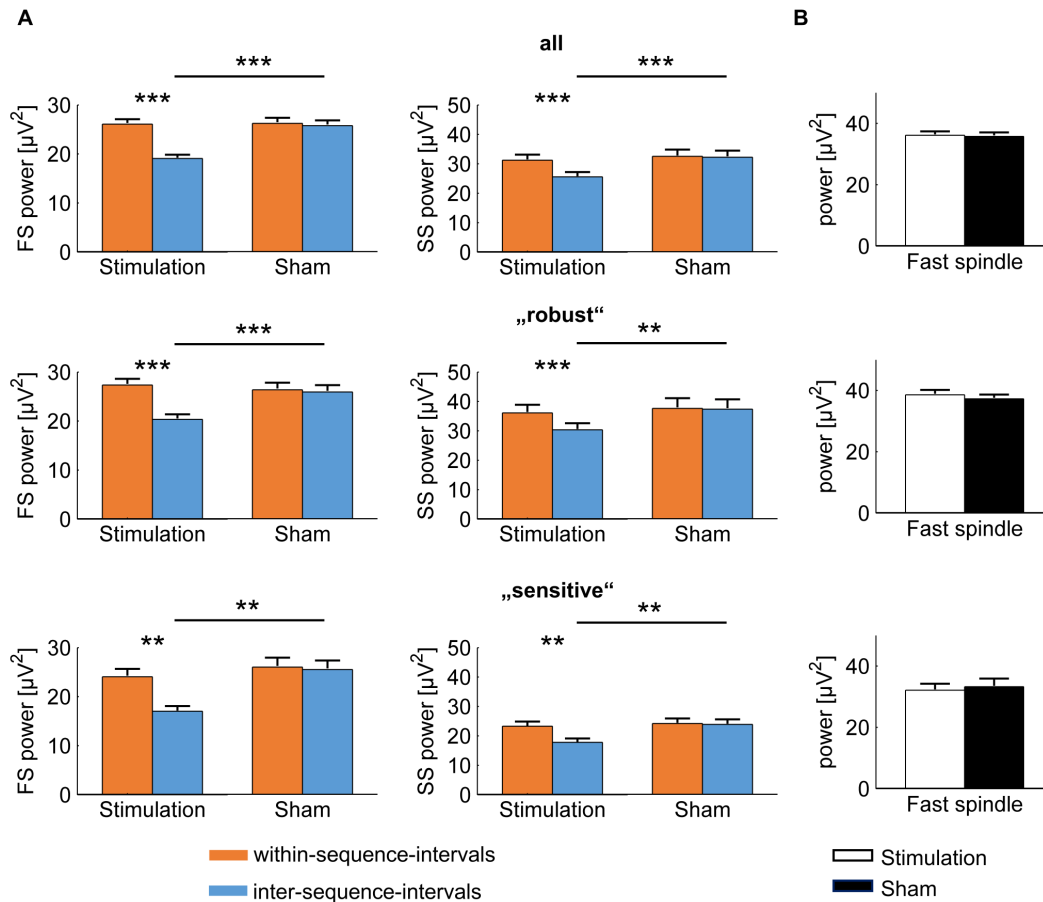 A
B
all
***
***
***
***
FS power [µV²]
30
20
10
0
Stimulation
Sham
SS power [µV²]
50
40
30
20
10
0
Stimulation
Sham
power [µV²]
40
20
0
Fast spindle
„robust“
***
***
**
***
FS power [µV²]
30
20
10
0
Stimulation
Sham
SS power [µV²]
50
40
30
20
10
0
Stimulation
Sham
power [µV²]
40
20
0
Fast spindle
„sensitive“
**
**
**
**
FS power [µV²]
30
20
10
0
Stimulation
Sham
SS power [µV²]
50
40
30
20
10
0
Stimulation
Sham
power [µV²]
40
20
0
Fast spindle
within-sequence-intervals
inter-sequence-intervals
Stimulation
Sham